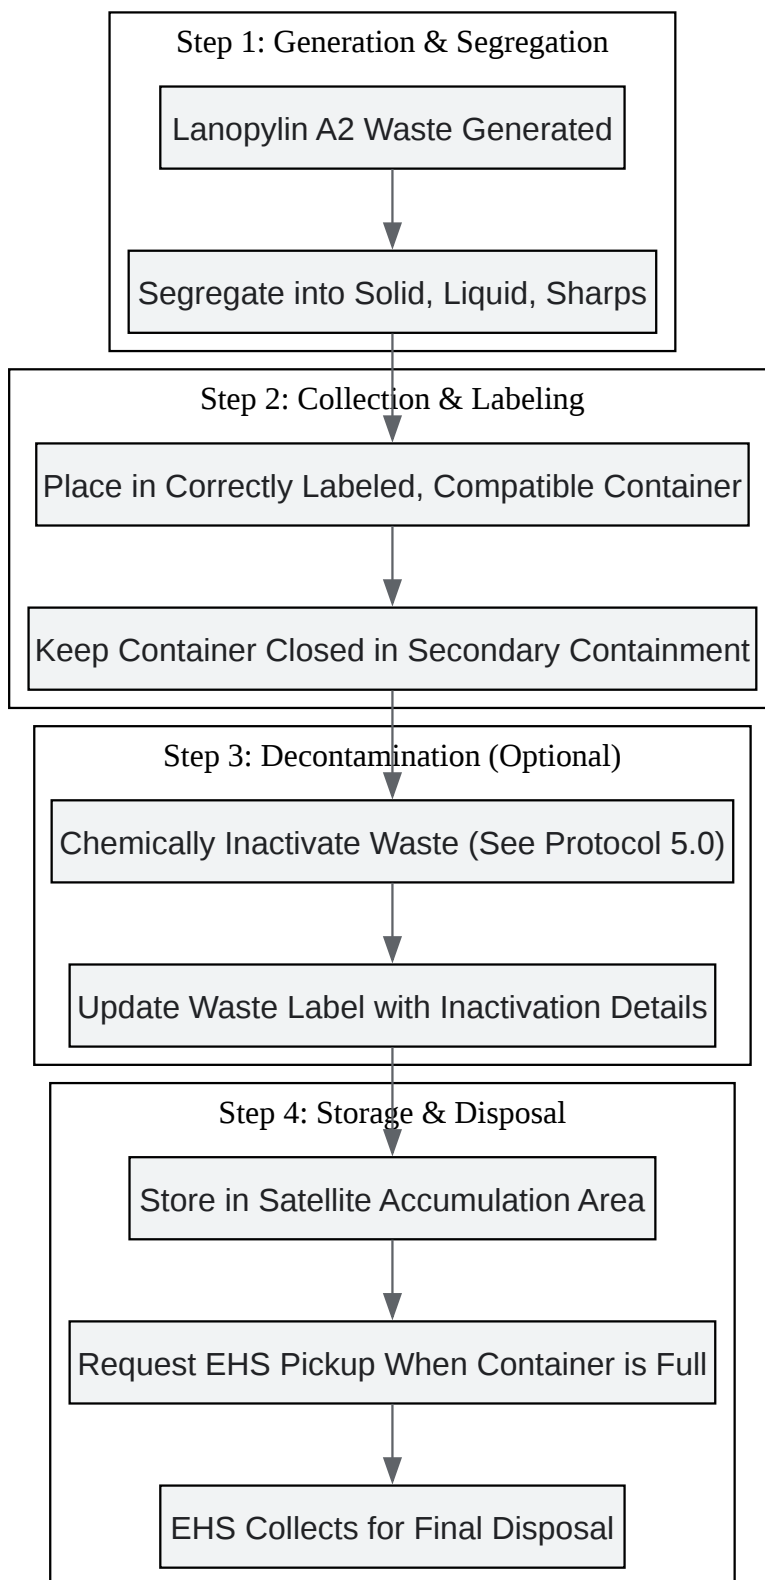 Step 1: Generation & Segregation
Lanopylin A2 Waste Generated
Segregate into Solid, Liquid, Sharps
Step 2: Collection & Labeling
Place in Correctly Labeled, Compatible Container
Keep Container Closed in Secondary Containment
Step 3: Decontamination (Optional)
Chemically Inactivate Waste (See Protocol 5.0)
Update Waste Label with Inactivation Details
Step 4: Storage & Disposal
Store in Satellite Accumulation Area
Request EHS Pickup When Container is Full
EHS Collects for Final Disposal